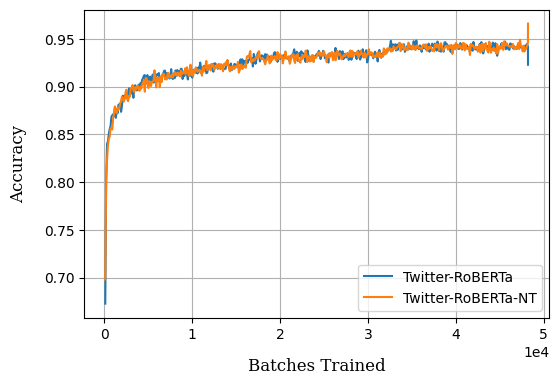 0.95
0.90
0.85
0.80
0.75
0.70
Accuracy
Twitter-RoBERTa
Twitter-RoBERTa-NT
0 1 2 3 4 5
1e4
Batches Trained